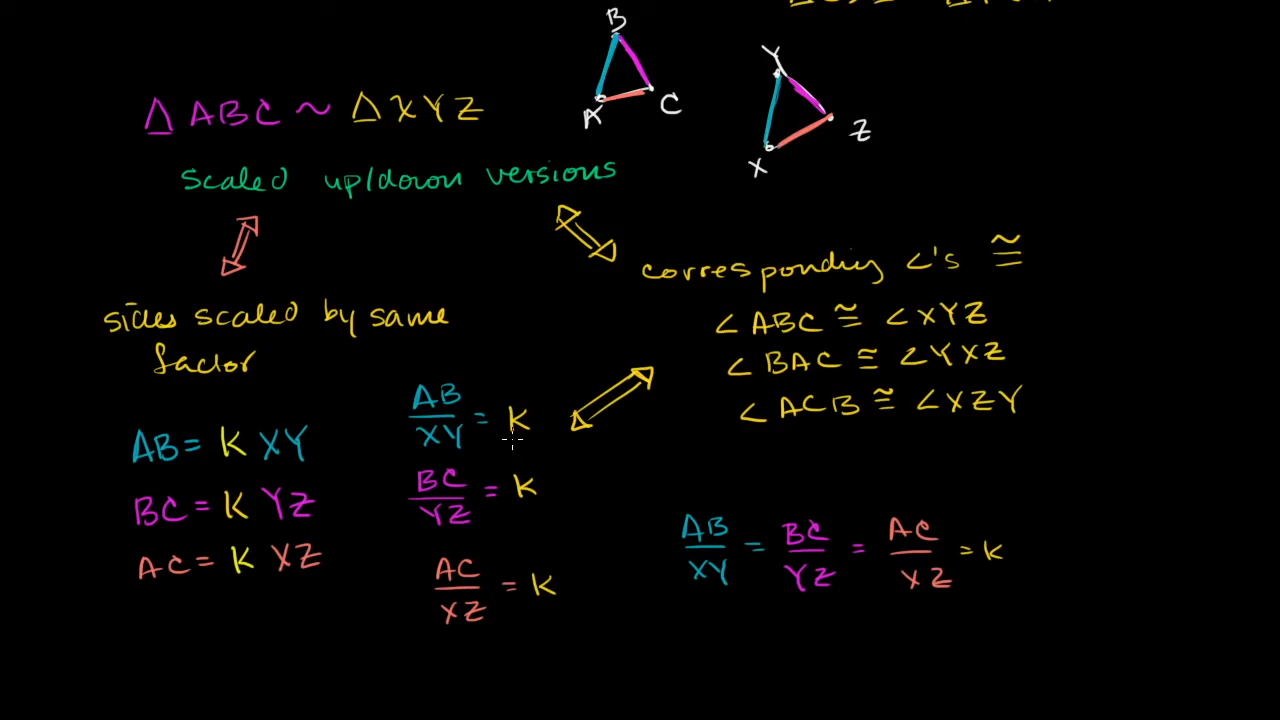 B
Y
A
C
X
Z
Δ ABC ~ Δ XYZ
scaled up/down versions
corresponding ∠'s ≅
∠ABC ≅ ∠XYZ
∠BAC ≅ ∠YXZ
∠ACB ≅ ∠XZY
sides scaled by same
factor
AB = K XY
BC = K YZ
AC = K XZ
AB/XY = K
BC/YZ = K
AC/XZ = K
AB/XY = BC/YZ = AC/XZ = K